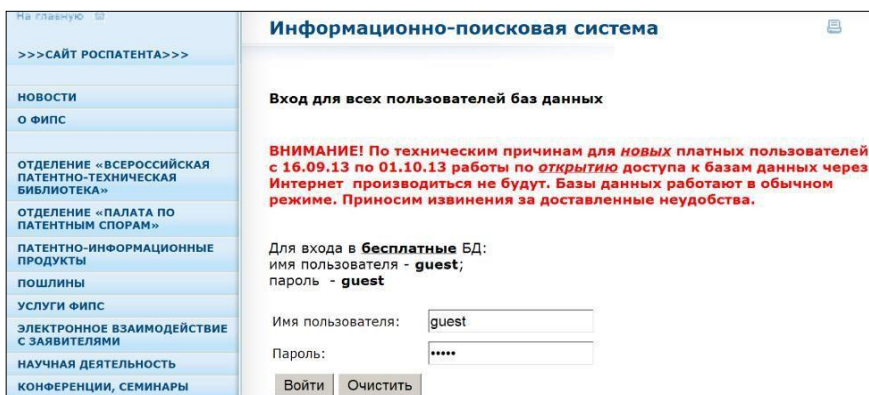 На главную
>>>САЙТ РОСПАТЕНТА>>>
НОВОСТИ
О ФИПС
ОТДЕЛЕНИЕ «ВСЕРОССИЙСКАЯ
ПАТЕНТНО-ТЕХНИЧЕСКАЯ
БИБЛИОТЕКА»
ОТДЕЛЕНИЕ «ПАЛАТА ПО
ПАТЕНТНЫМ СПОРАМ»
ПАТЕНТНО-ИНФОРМАЦИОННЫЕ
ПРОДУКТЫ
ПОШЛИНЫ
УСЛУГИ ФИПС
ЭЛЕКТРОННОЕ ВЗАИМОДЕЙСТВИЕ
С ЗАЯВИТЕЛЯМИ
НАУЧНАЯ ДЕЯТЕЛЬНОСТЬ
КОНФЕРЕНЦИИ, СЕМИНАРЫ
Информационно-поисковая система
Вход для всех пользователей баз данных
ВНИМАНИЕ! По техническим причинам для новых платных пользователей
с 16.09.13 по 01.10.13 работы по открытию доступа к базам данных через
Интернет производиться не будут. Базы данных работают в обычном
режиме. Приносим извинения за доставленные неудобства.
Для входа в бесплатные БД:
имя пользователя - guest;
пароль - guest
Имя пользователя: guest
Пароль: •••••
Войти Очистить